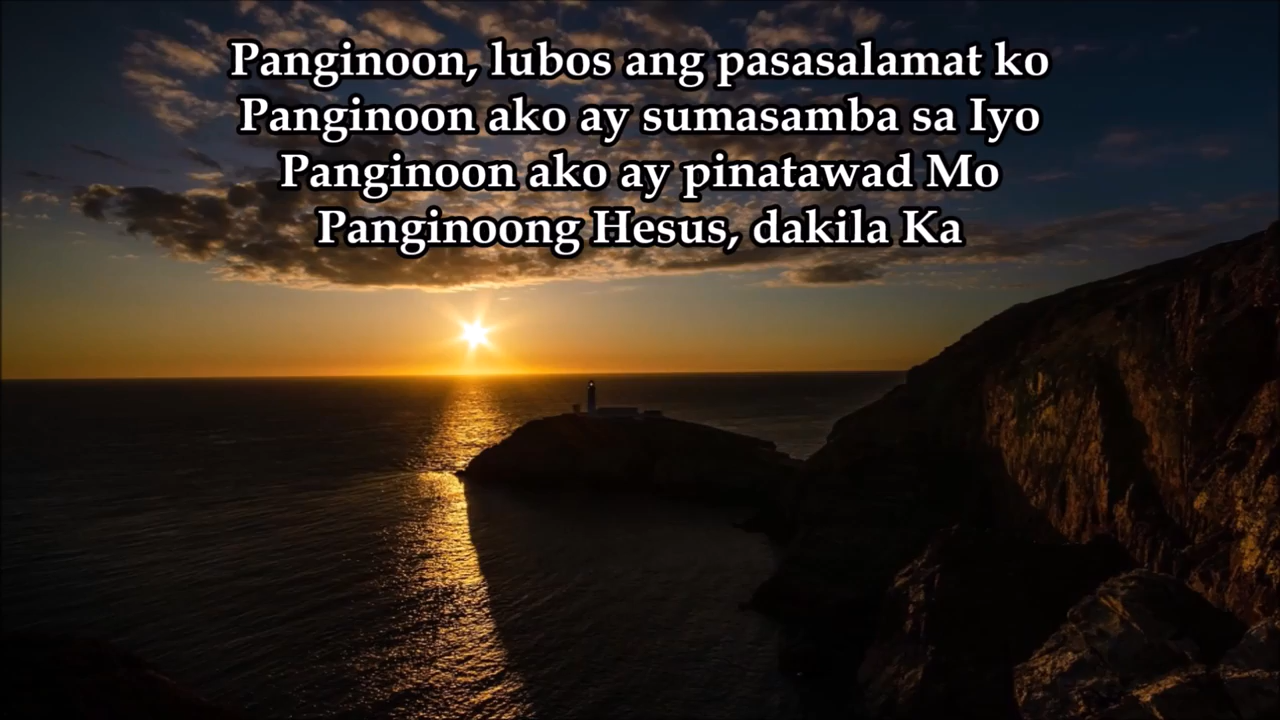 Panginoon, lubos ang pasasalamat ko
Panginoon ako ay sumasamba sa Iyo
Panginoon ako ay pinatawad Mo
Panginoong Hesus, dakila Ka